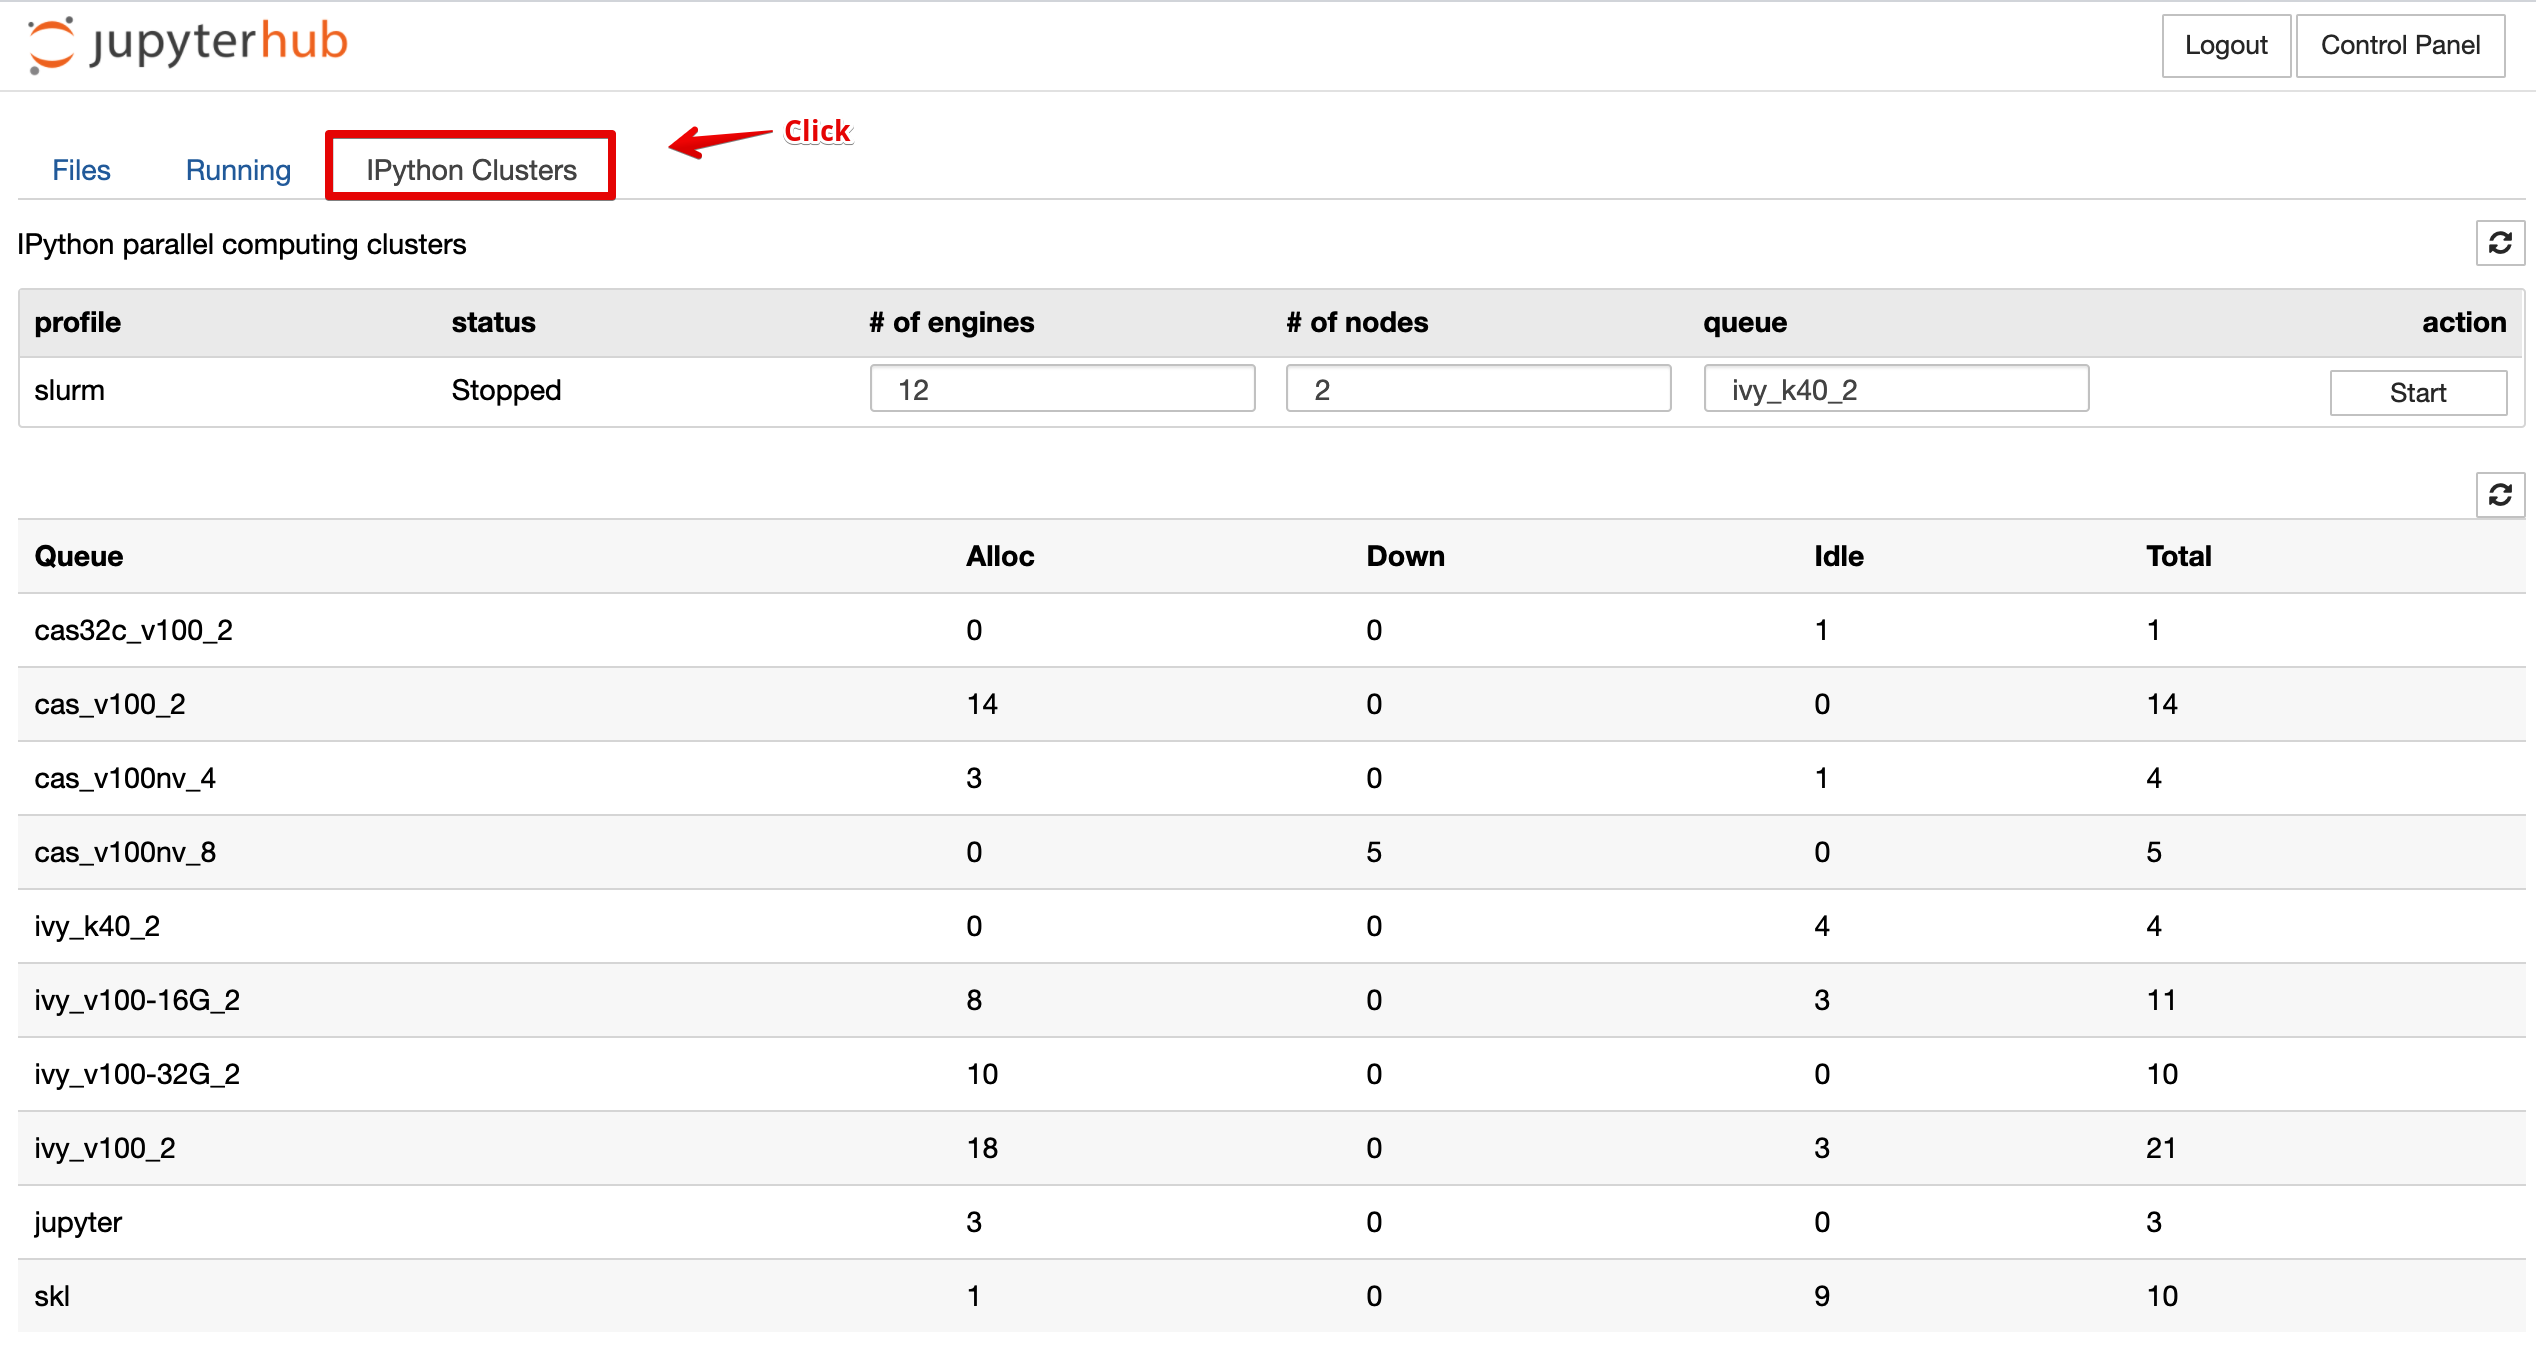 jupyterhub Logout Control Panel
Click
Files Running IPython Clusters
IPython parallel computing clusters
profile status # of engines # of nodes queue action
slurm Stopped 12 2 ivy_k40_2 Start
Queue Alloc Down Idle Total
cas32c_v100_2 0 0 1 1
cas_v100_2 14 0 0 14
cas_v100nv_4 3 0 1 4
cas_v100nv_8 0 5 0 5
ivy_k40_2 0 0 4 4
ivy_v100-16G_2 8 0 3 11
ivy_v100-32G_2 10 0 0 10
ivy_v100_2 18 0 3 21
jupyter 3 0 0 3
skl 1 0 9 10